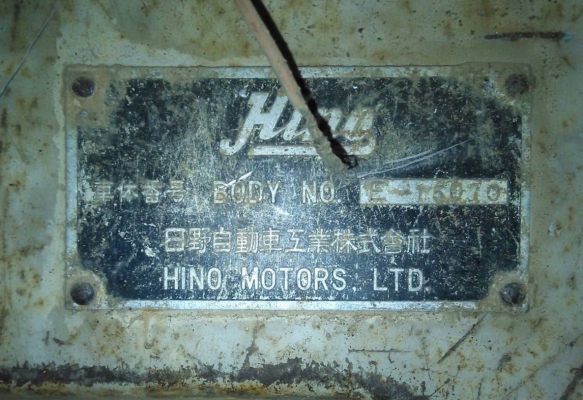 Hino
車体番号 BODY NO. E-15070
日野自動車工業株式會社
HINO MOTORS. LTD.